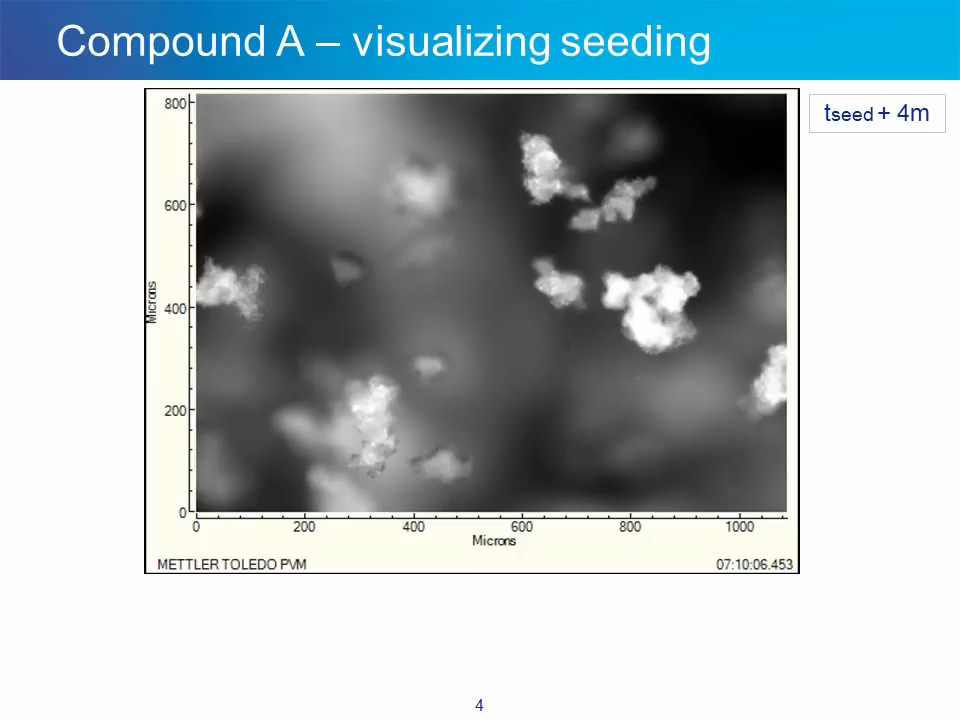 Compound A – visualizing seeding
tseed + 4m
800
600
400
200
0
Microns
0 200 400 600 800 1000
Microns
METTLER TOLEDO PVM 07:10:06.453
4